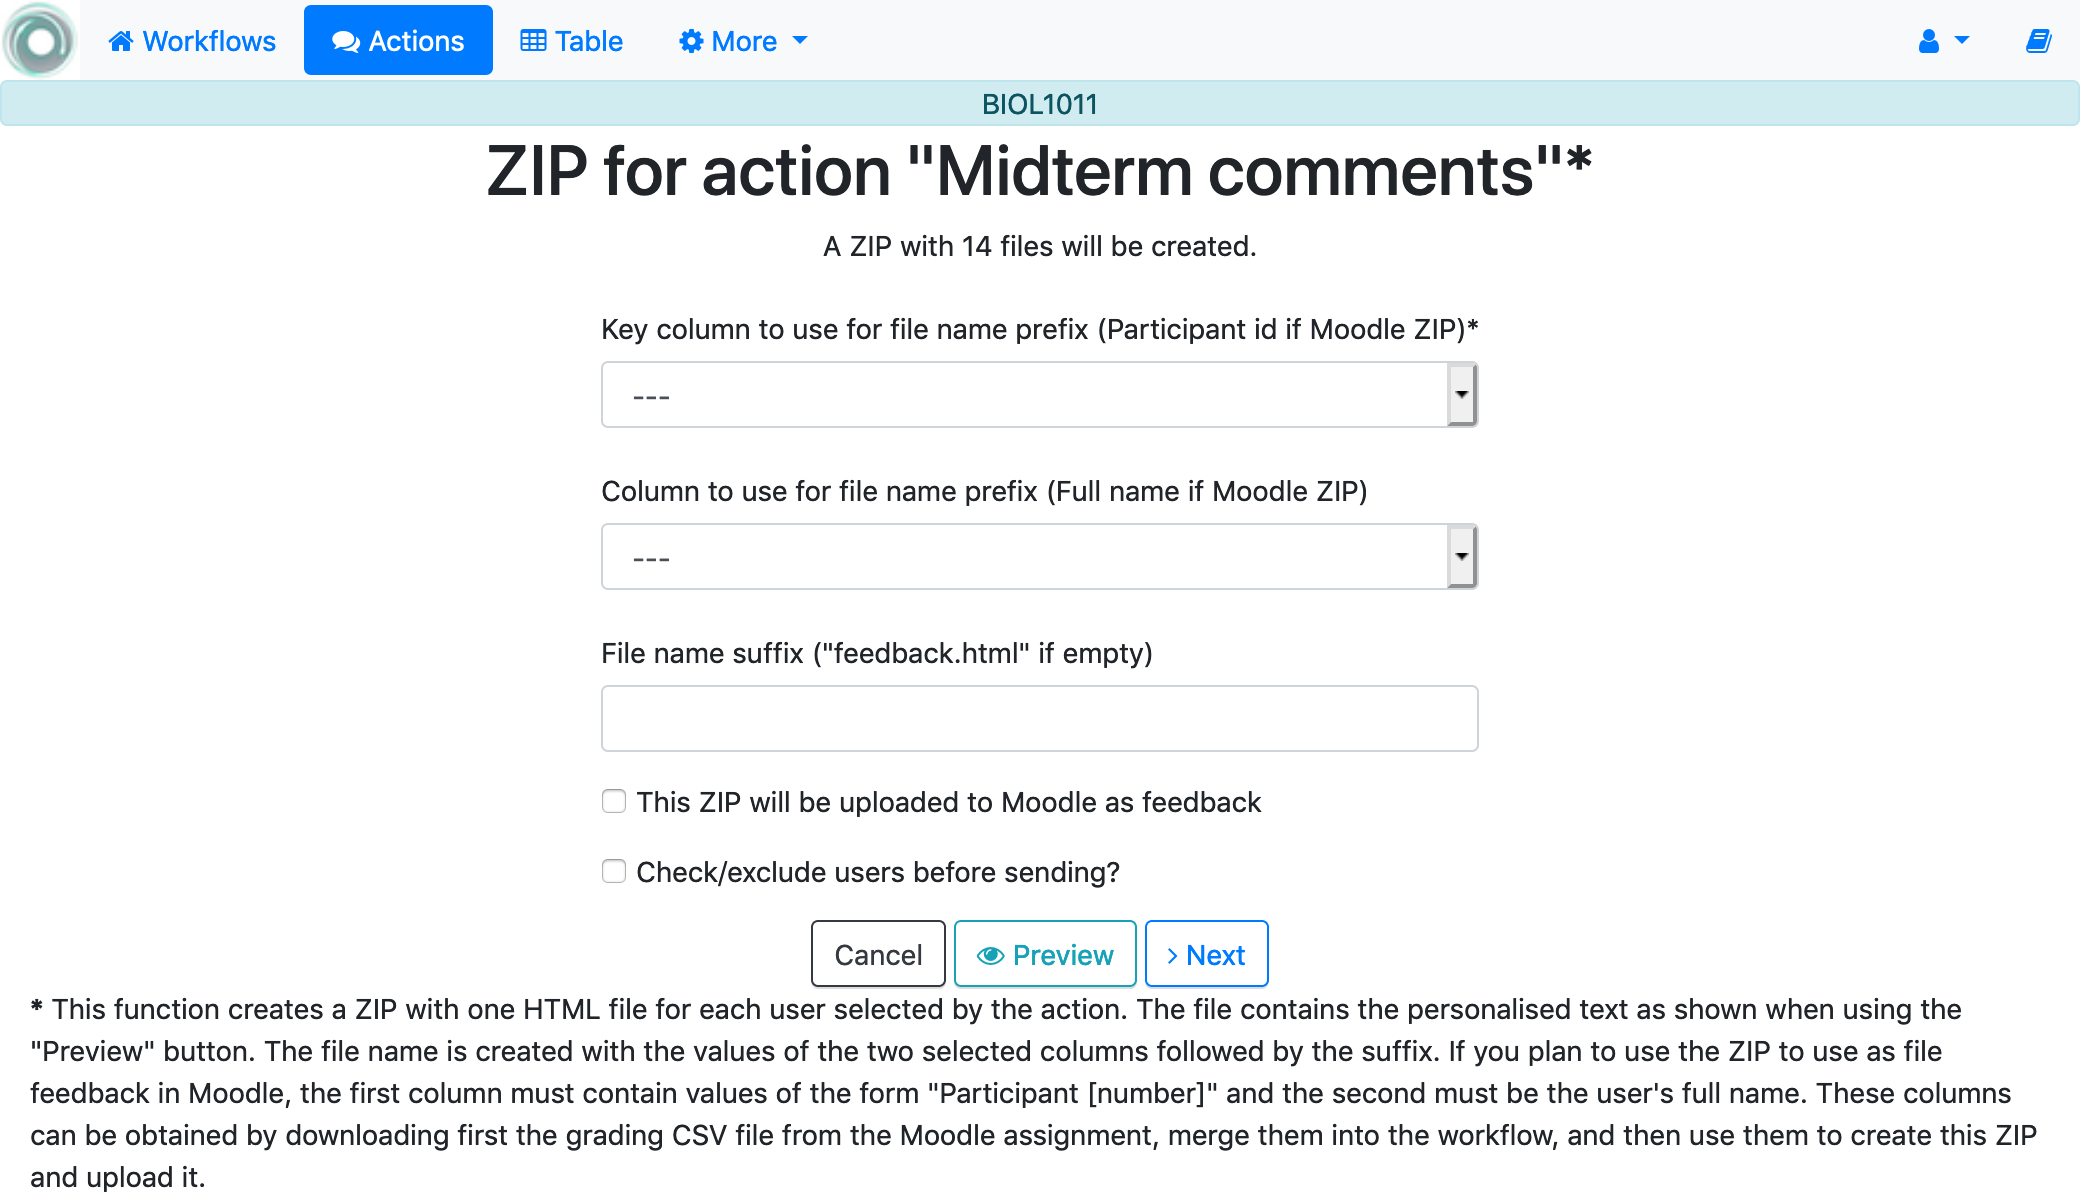 Workflows Actions Table More
BIOL1011
ZIP for action "Midterm comments"*
A ZIP with 14 files will be created.
Key column to use for file name prefix (Participant id if Moodle ZIP)*
---
Column to use for file name prefix (Full name if Moodle ZIP)
---
File name suffix ("feedback.html" if empty)
This ZIP will be uploaded to Moodle as feedback
Check/exclude users before sending?
Cancel Preview Next
* This function creates a ZIP with one HTML file for each user selected by the action. The file contains the personalised text as shown when using the
"Preview" button. The file name is created with the values of the two selected columns followed by the suffix. If you plan to use the ZIP to use as file
feedback in Moodle, the first column must contain values of the form "Participant [number]" and the second must be the user's full name. These columns
can be obtained by downloading first the grading CSV file from the Moodle assignment, merge them into the workflow, and then use them to create this ZIP
and upload it.